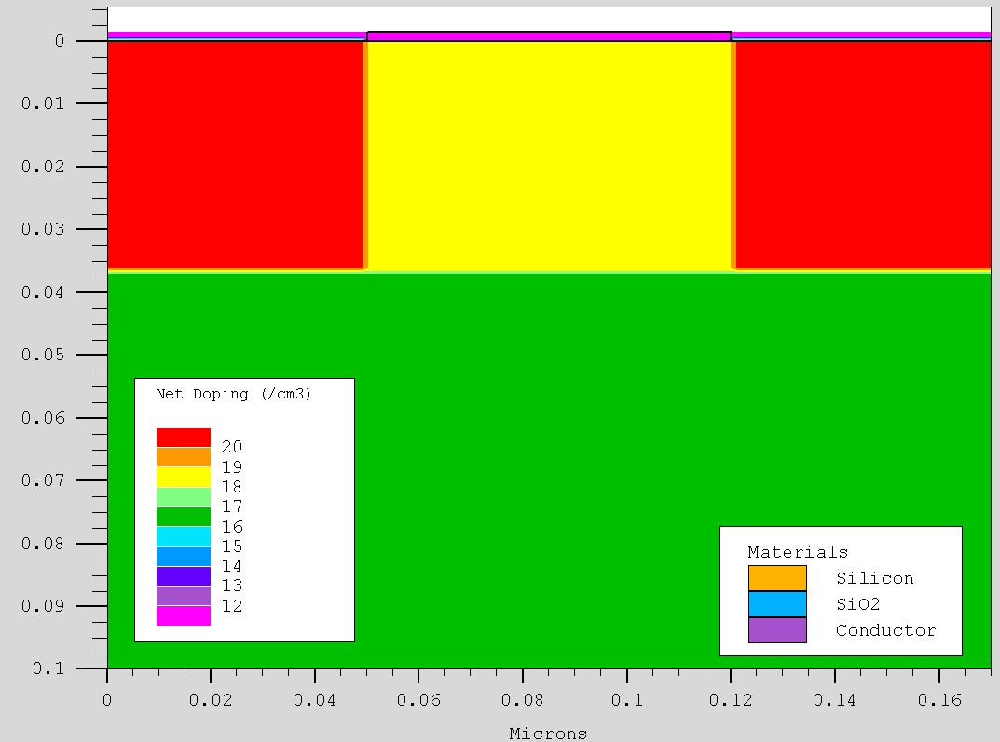 0
0.01
0.02
0.03
0.04
0.05
0.06
0.07
0.08
0.09
0.1
Net Doping (/cm3)
20
19
18
17
16
15
14
13
12
Materials
Silicon
SiO2
Conductor
0 0.02 0.04 0.06 0.08 0.1 0.12 0.14 0.16
Microns